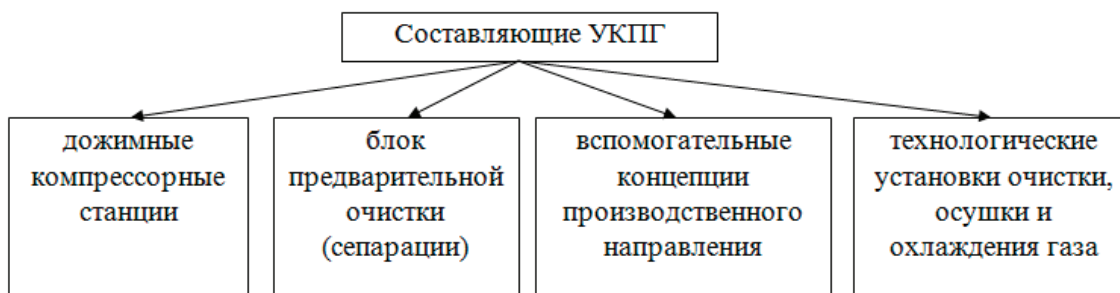 Составляющие УКПГ
дожимные
компрессорные
станции
блок
предварительной
очистки
(сепарации)
вспомогательные
концепции
производственного
направления
технологические
установки очистки,
осушки и
охлаждения газа